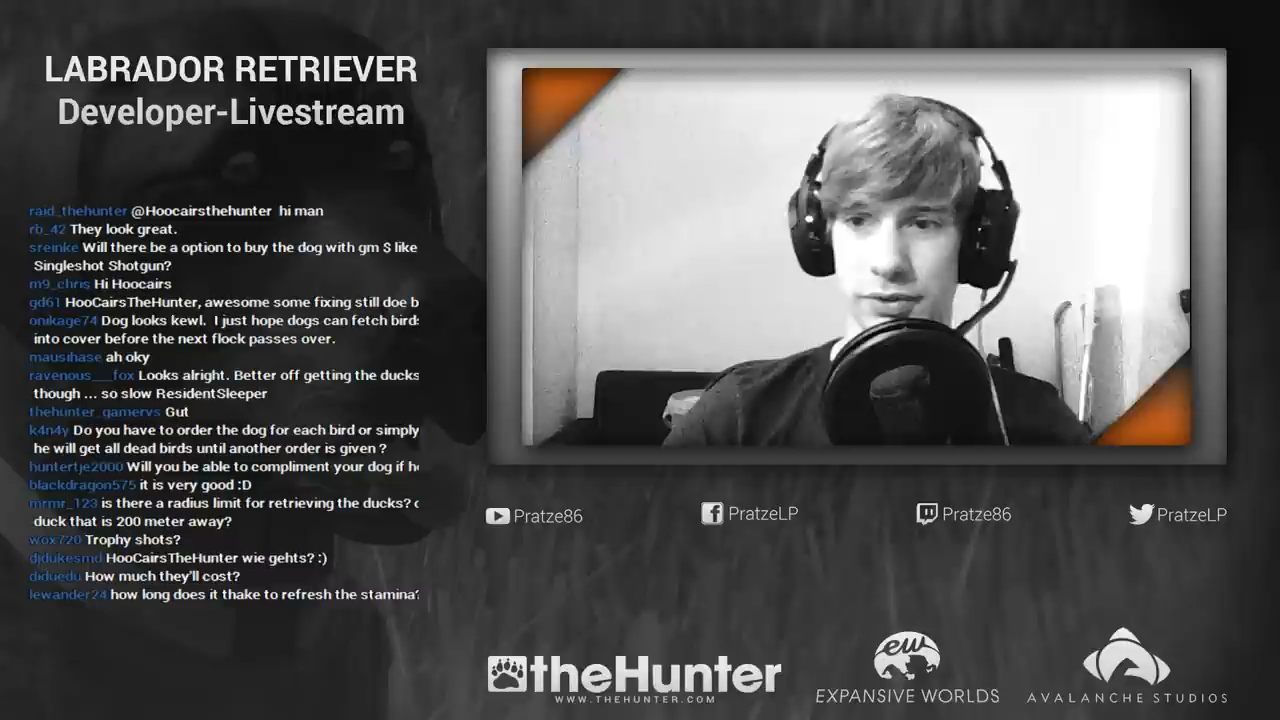 LABRADOR RETRIEVER
Developer-Livestream
raid_thehunter @Hoocairsthehunter hi man
rb_42 They look great.
sreinke Will there be a option to buy the dog with gm $ like
Singleshot Shotgun?
m9_chris Hi Hoocairs
gd61 HooCairsTheHunter, awesome some fixing still doe b
onikage74 Dog looks kewl. I just hope dogs can fetch birds
into cover before the next flock passes over.
mausihase ah oky
ravenous___fox Looks alright. Better off getting the ducks
though ... so slow ResidentSleeper
thehunter_gamervs Gut
k4n4y Do you have to order the dog for each bird or simply
he will get all dead birds until another order is given ?
huntertje2000 Will you be able to compliment your dog if he
blackdragon575 it is very good :D
mrmr_123 is there a radius limit for retrieving the ducks?
duck that is 200 meter away?
wox720 Trophy shots?
djdukesmd HooCairsTheHunter wie gehts? :)
diduedu How much they'll cost?
lewander24 how long does it thake to refresh the stamina?
Pratze86
PratzeLP
Pratze86
PratzeLP
theHunter
WWW.THEHUNTER.COM
ew
EXPANSIVE WORLDS
AVALANCHE STUDIOS